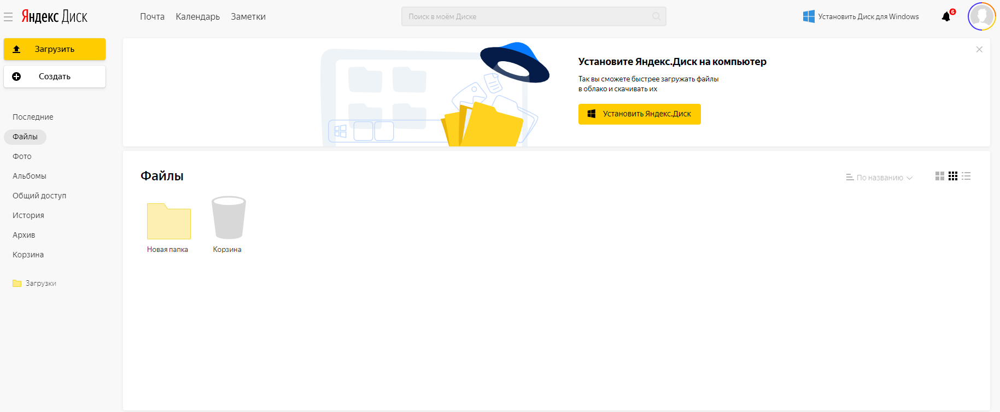 Яндекс Диск
Почта
Календарь
Заметки
Поиск в моём Диске
Установить Диск для Windows
6
Загрузить
Создать
Последние
Файлы
Фото
Альбомы
Общий доступ
История
Архив
Корзина
Загрузки
Установите Яндекс.Диск на компьютер
Так вы сможете быстрее загружать файлы
в облако и скачивать их
Установить Яндекс.Диск
Файлы
По названию
Новая папка
Корзина